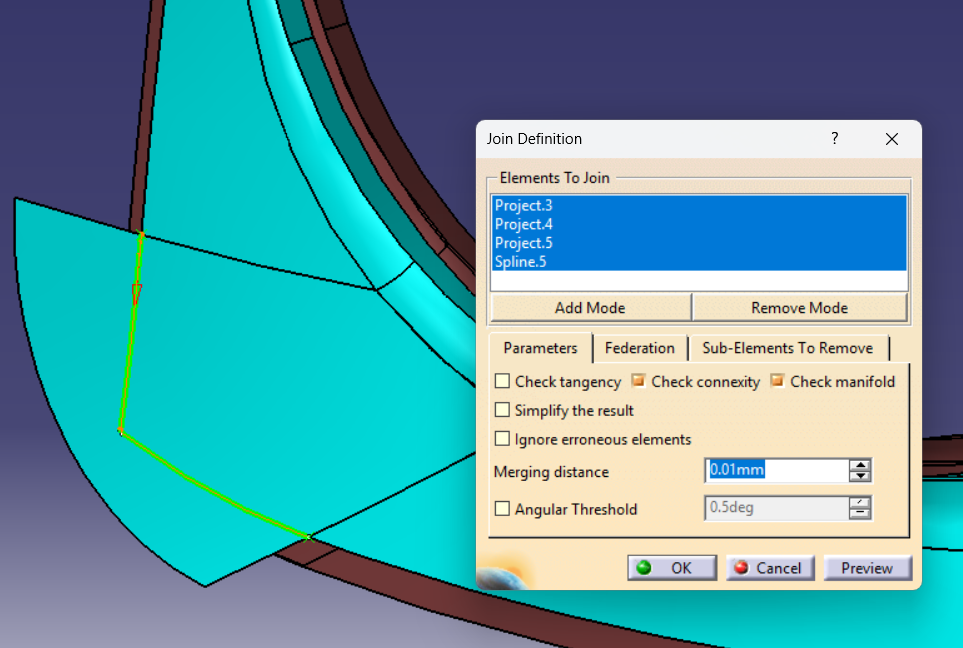 Join Definition ?
Elements To Join
Project.3
Project.4
Project.5
Spline.5
Add Mode Remove Mode
Parameters Federation Sub-Elements To Remove
Check tangency Check connexity Check manifold
Simplify the result
Ignore erroneous elements
Merging distance 0.01mm
Angular Threshold 0.5deg
OK Cancel Preview